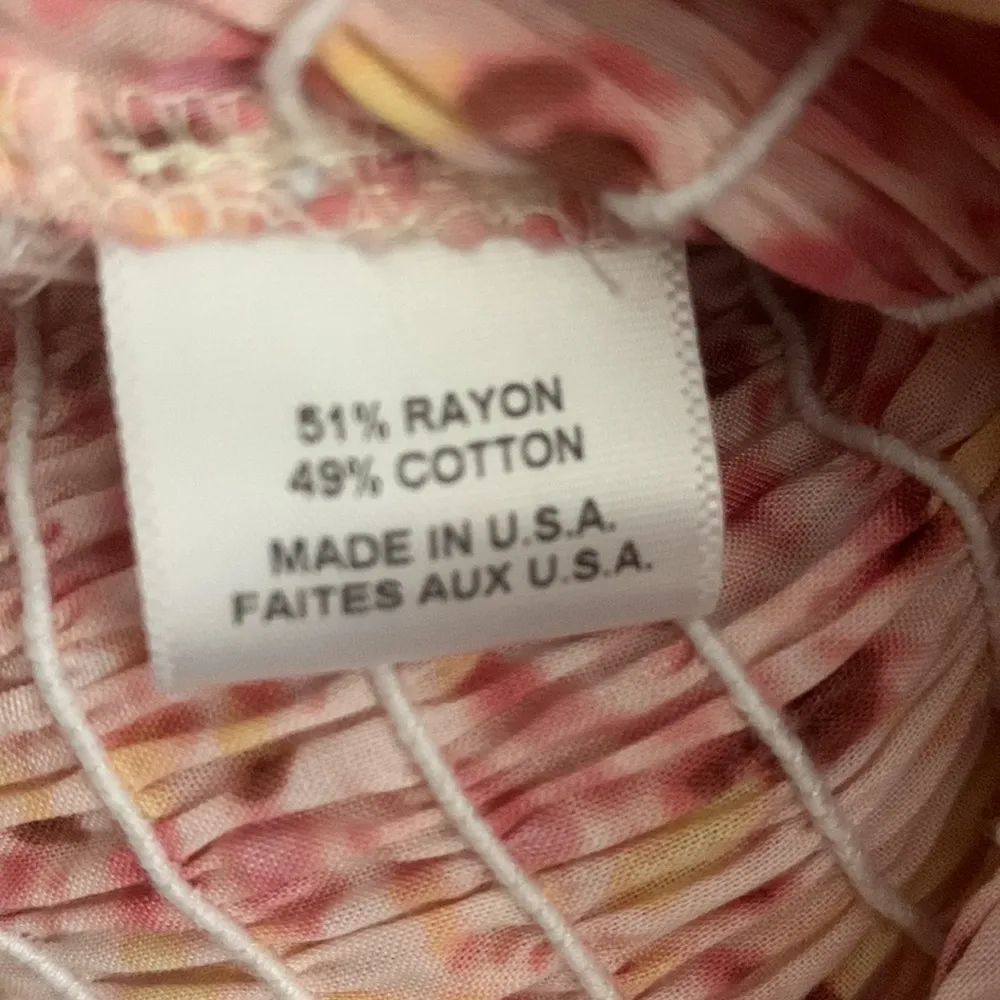 51% RAYON
49% COTTON
MADE IN U.S.A.
FAITES AUX U.S.A.